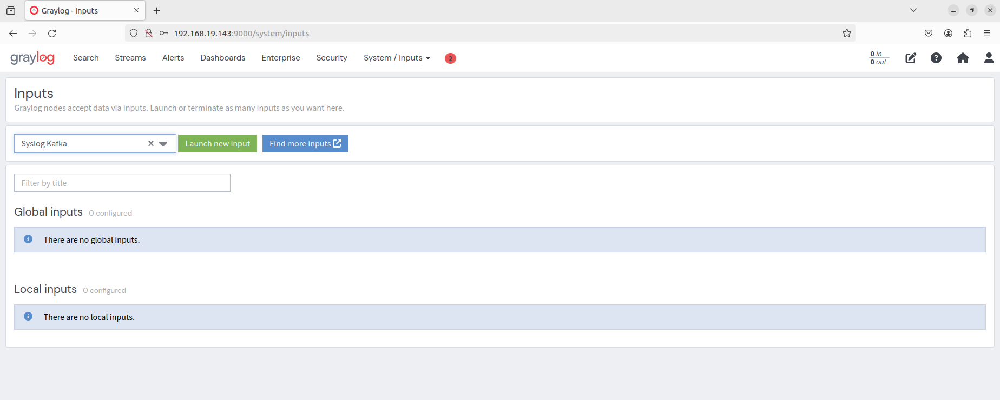 Graylog - Inputs
192.168.19.143:9000/system/inputs
graylog Search Streams Alerts Dashboards Enterprise Security System / Inputs 2 0 in
0 out
Inputs
Graylog nodes accept data via inputs. Launch or terminate as many inputs as you want here.
Syslog Kafka Launch new input Find more inputs
Filter by title
Global inputs 0 configured
There are no global inputs.
Local inputs 0 configured
There are no local inputs.